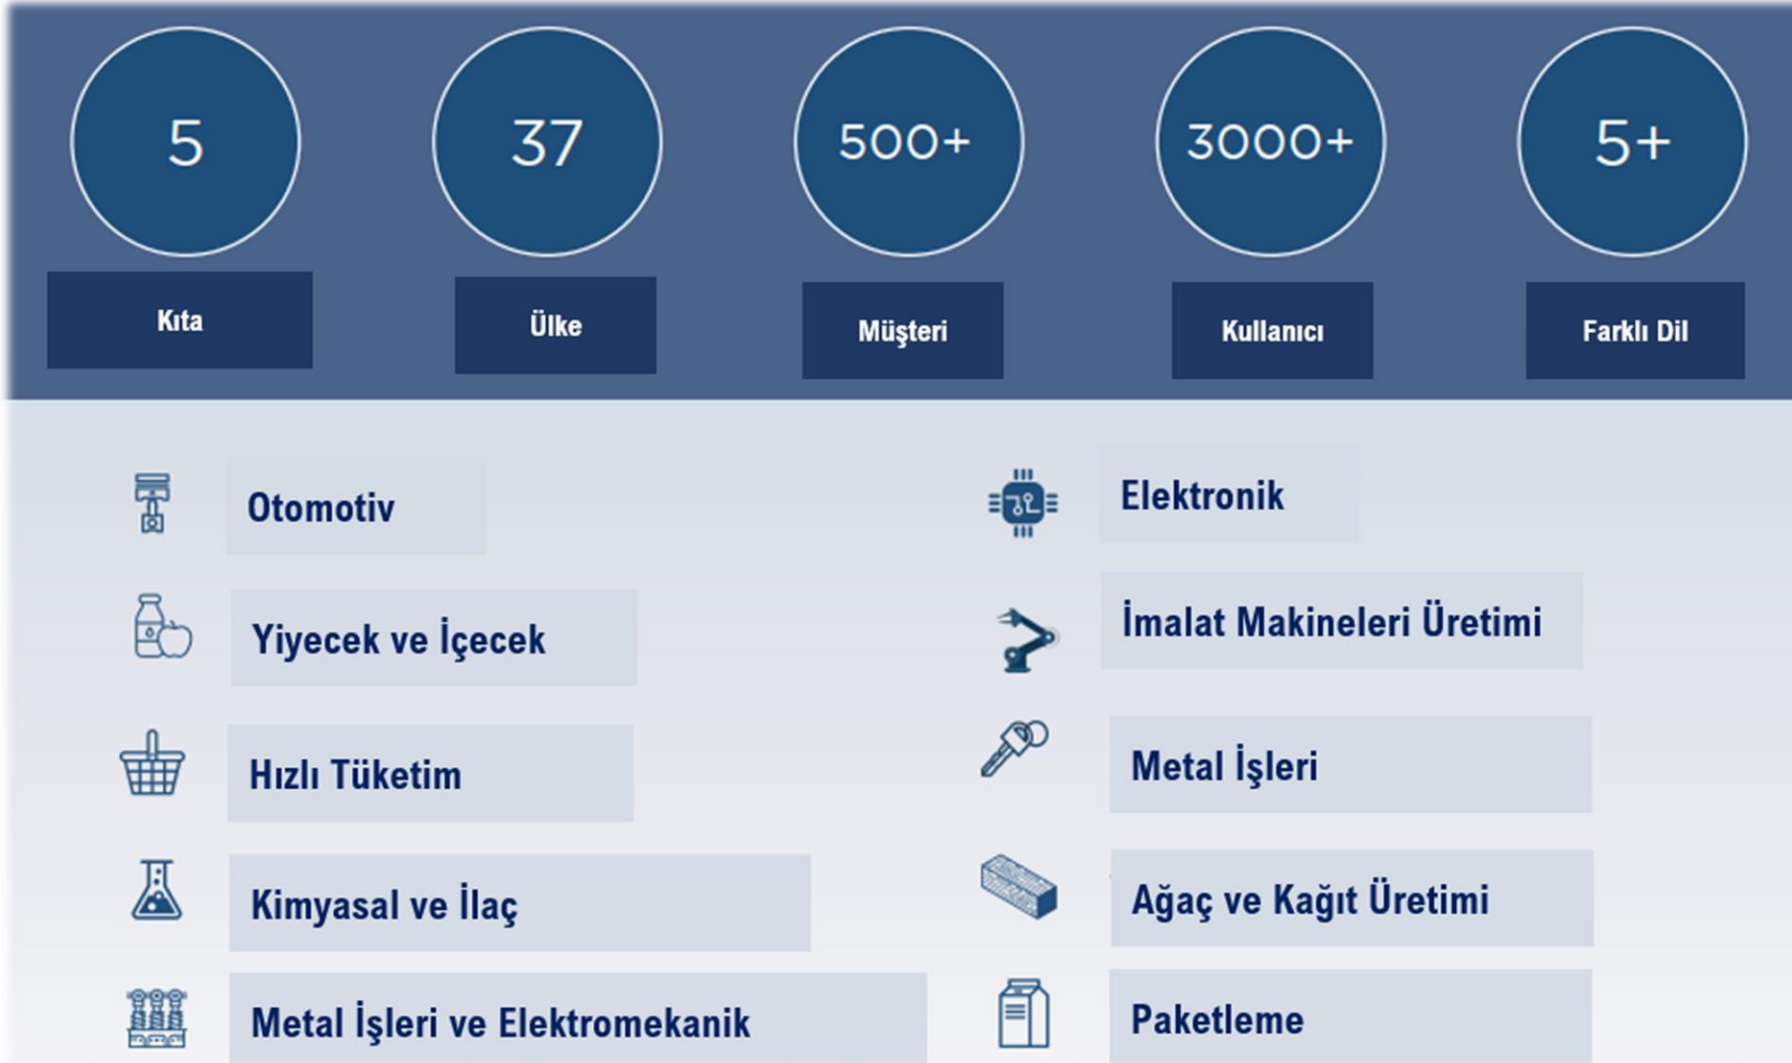 5
37
500+
3000+
5+
Kıta
Ülke
Müşteri
Kullanıcı
Farklı Dil
Otomotiv
Elektronik
Yiyecek ve İçecek
İmalat Makineleri Üretimi
Hızlı Tüketim
Metal İşleri
Kimyasal ve İlaç
Ağaç ve Kağıt Üretimi
Metal İşleri ve Elektromekanik
Paketleme